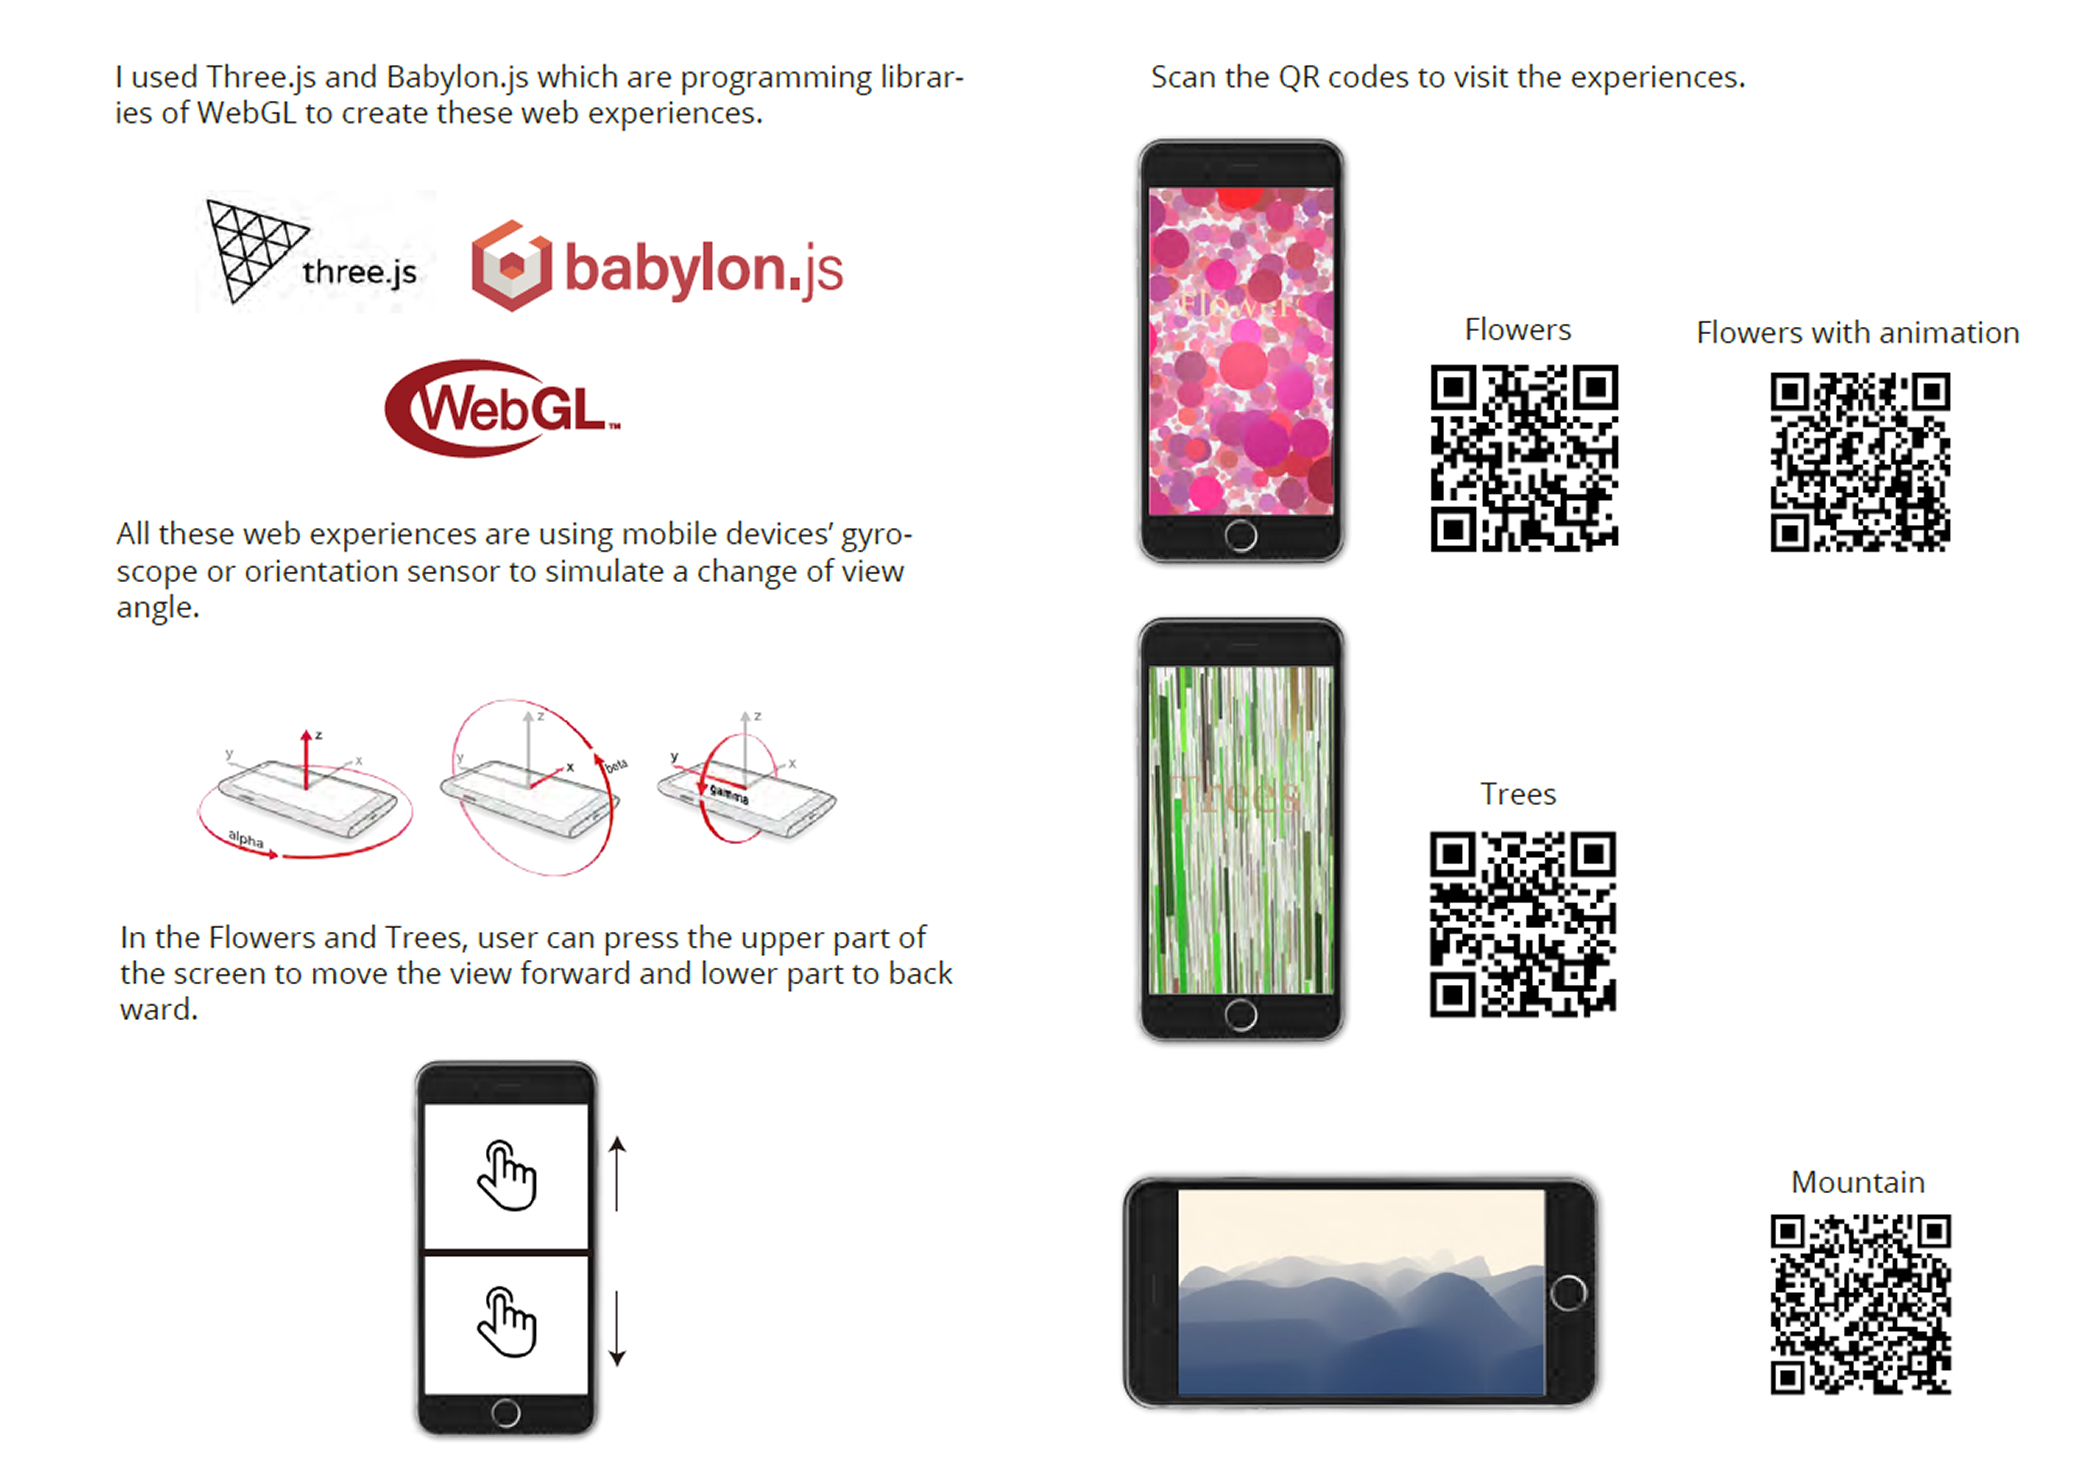 I used Three.js and Babylon.js which are programming librar-
ies of WebGL to create these web experiences.
three.js
babylon.js
WebGL™
All these web experiences are using mobile devices’ gyro-
scope or orientation sensor to simulate a change of view
angle.
z
y
x
alpha
z
y
x
beta
z
y
x
gamma
In the Flowers and Trees, user can press the upper part of
the screen to move the view forward and lower part to back
ward.
Scan the QR codes to visit the experiences.
Flowers
Flowers
Flowers with animation
Trees
Trees
Mountain